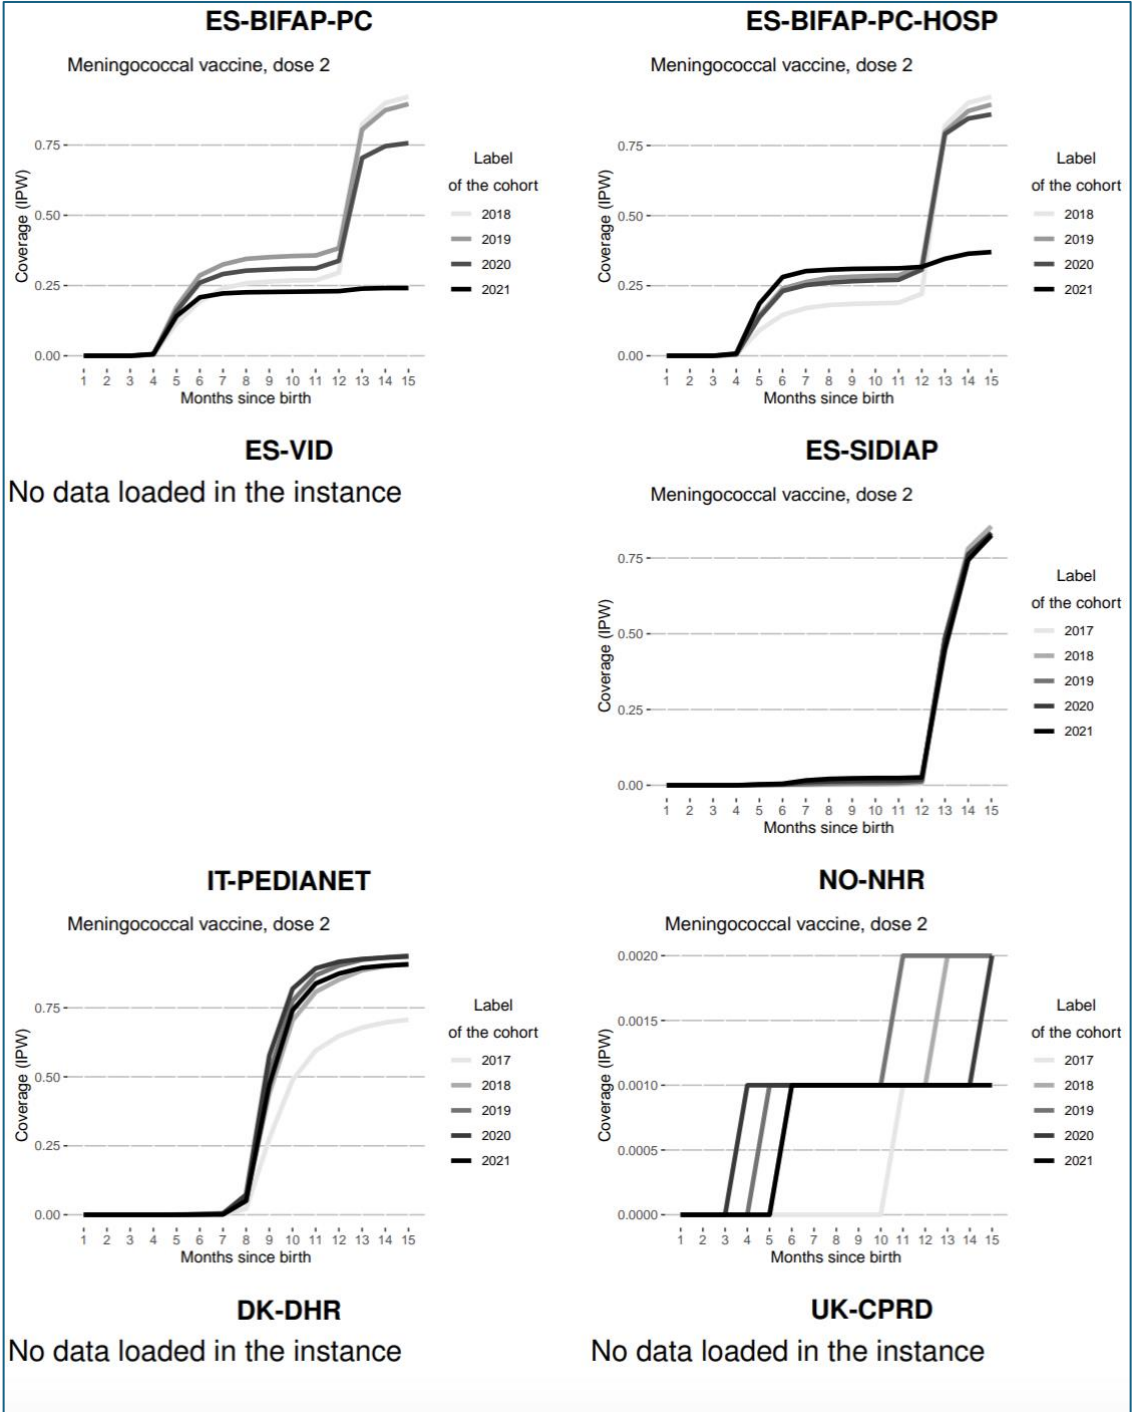 ES-BIFAP-PC
Meningococcal vaccine, dose 2
Coverage (IPW)
0.75
0.50
0.25
0.00
1 2 3 4 5 6 7 8 9 10 11 12 13 14 15
Months since birth
Label
of the cohort
2018
2019
2020
2021
ES-BIFAP-PC-HOSP
Meningococcal vaccine, dose 2
Coverage (IPW)
0.75
0.50
0.25
0.00
1 2 3 4 5 6 7 8 9 10 11 12 13 14 15
Months since birth
Label
of the cohort
2018
2019
2020
2021
ES-VID
No data loaded in the instance
ES-SIDIAP
Meningococcal vaccine, dose 2
Coverage (IPW)
0.75
0.50
0.25
0.00
1 2 3 4 5 6 7 8 9 10 11 12 13 14 15
Months since birth
Label
of the cohort
2017
2018
2019
2020
2021
IT-PEDIANET
Meningococcal vaccine, dose 2
Coverage (IPW)
0.75
0.50
0.25
0.00
1 2 3 4 5 6 7 8 9 10 11 12 13 14 15
Months since birth
Label
of the cohort
2017
2018
2019
2020
2021
NO-NHR
Meningococcal vaccine, dose 2
Coverage (IPW)
0.0020
0.0015
0.0010
0.0005
0.0000
1 2 3 4 5 6 7 8 9 10 11 12 13 14 15
Months since birth
Label
of the cohort
2017
2018
2019
2020
2021
DK-DHR
No data loaded in the instance
UK-CPRD
No data loaded in the instance